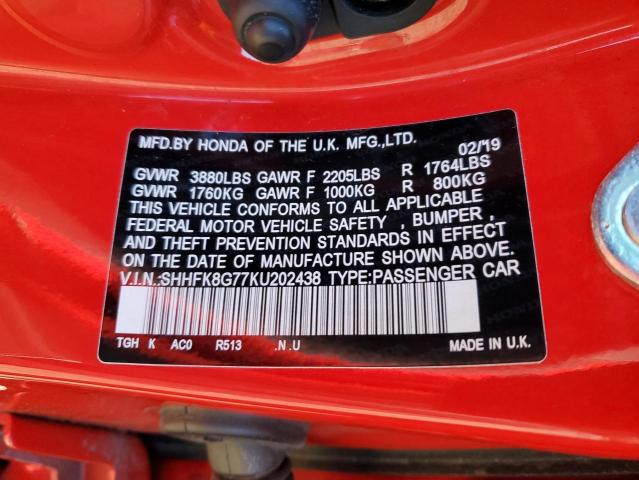 MFD.BY HONDA OF THE U.K. MFG.,LTD. 02/19
GVWR 3880LBS GAWR F 2205LBS R 1764LBS
GVWR 1760KG GAWR F 1000KG R 800KG
THIS VEHICLE CONFORMS TO ALL APPLICABLE
FEDERAL MOTOR VEHICLE SAFETY , BUMPER ,
AND THEFT PREVENTION STANDARDS IN EFFECT
ON THE DATE OF MANUFACTURE SHOWN ABOVE.
V.I.N.:SHHFK8G77KU202438 TYPE:PASSENGER CAR
TGH K AC0 R513 .N.U MADE IN U.K.